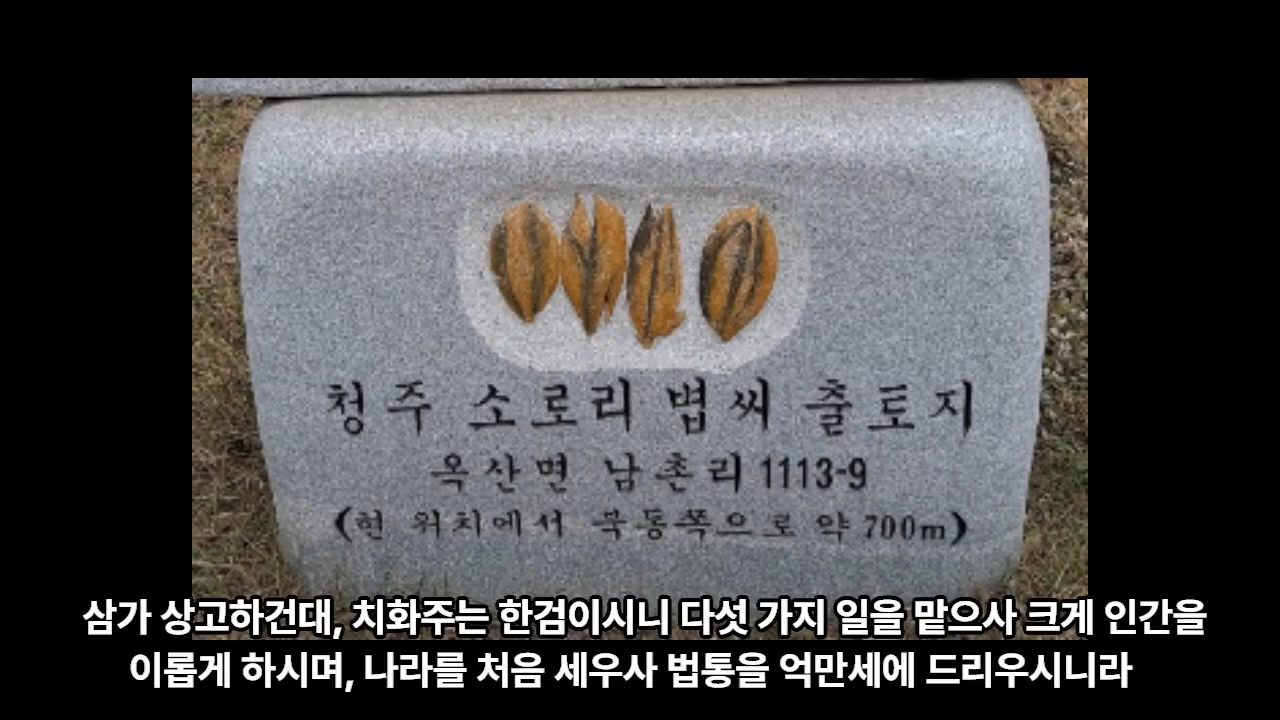 청주 소로리 볍씨 출토지
옥산면 남촌리 1113-9
(현 위치에서 북동쪽으로 약 700m)
삼가 상고하건대, 치화주는 한검이시니 다섯 가지 일을 맡으사 크게 인간을
이롭게 하시며, 나라를 처음 세우사 법통을 억만세에 드리우시니라